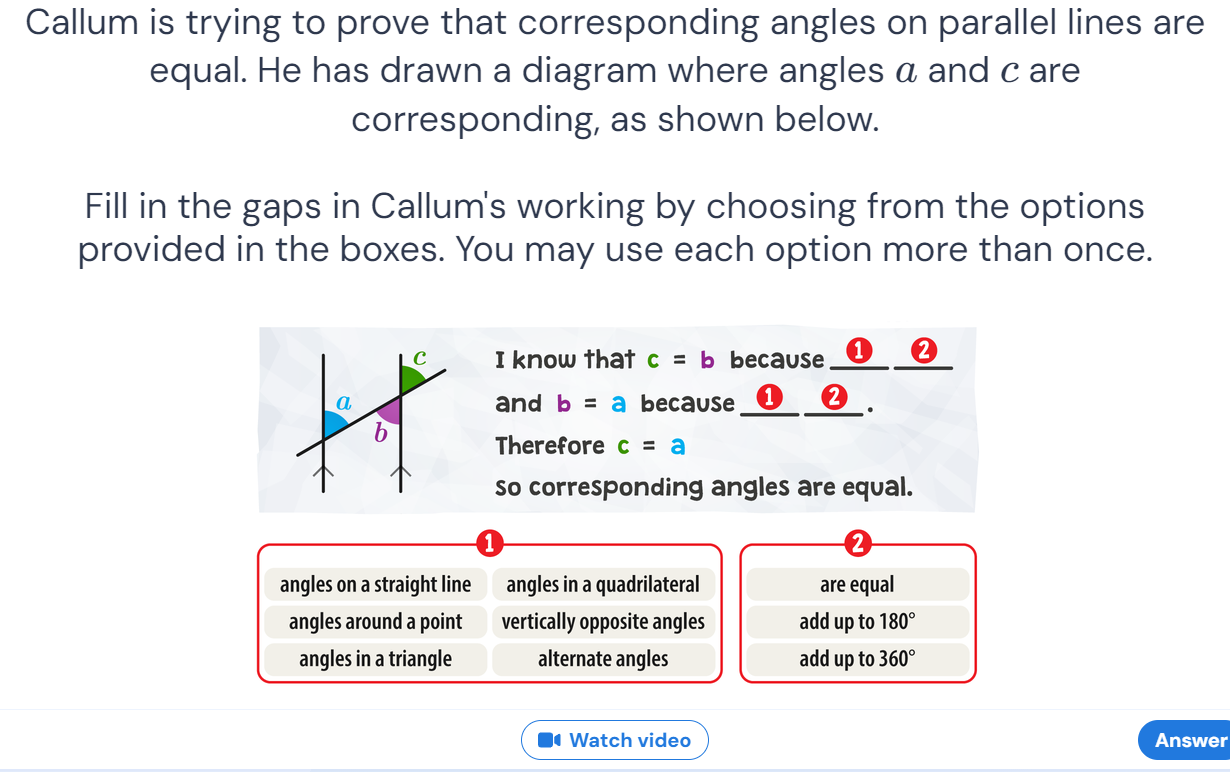 Callum is trying to prove that corresponding angles on parallel lines are
equal. He has drawn a diagram where angles a and c are
corresponding, as shown below.
Fill in the gaps in Callum's working by choosing from the options
provided in the boxes. You may use each option more than once.
a
b
c
I know that c = b because 1 2
and b = a because 1 2 .
Therefore c = a
so corresponding angles are equal.
1
angles on a straight line angles in a quadrilateral
angles around a point vertically opposite angles
angles in a triangle alternate angles
2
are equal
add up to 180°
add up to 360°
Watch video
Answer